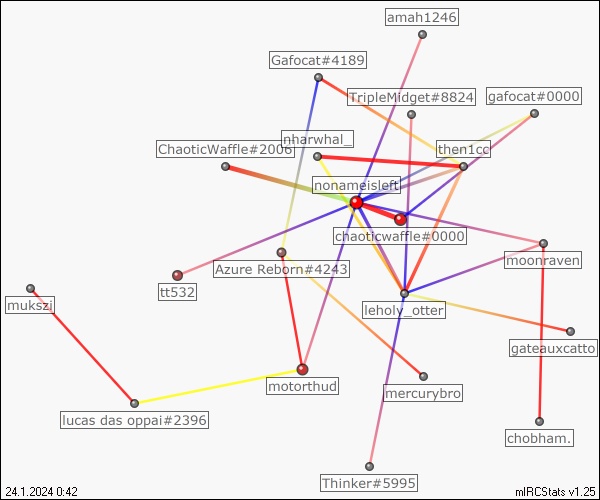 amah1246
Gafocat#4189
TripleMidget#8824
gafocat#0000
nharwhal_
ChaoticWaffle#2006
then1cc
nonameisleft
chaoticwaffle#0000
moonraven
Azure Reborn#4243
tt532
mukszi
leholy_otter
gateauxcatto
motorthud
mercurybro
lucas das oppai#2396
chobham.
Thinker#5995
24.1.2024 0:42
mIRCStats v1.25